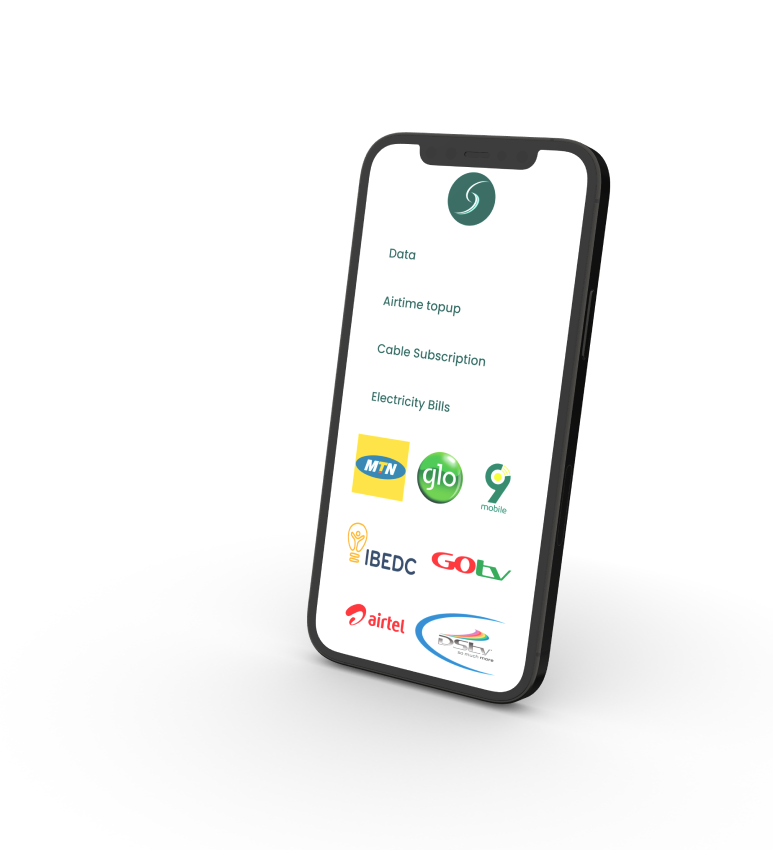 Data
Airtime topup
Cable Subscription
Electricity Bills
MTN
glo
9
mobile
IBEDC
GOtv
airtel
DStv
so much more